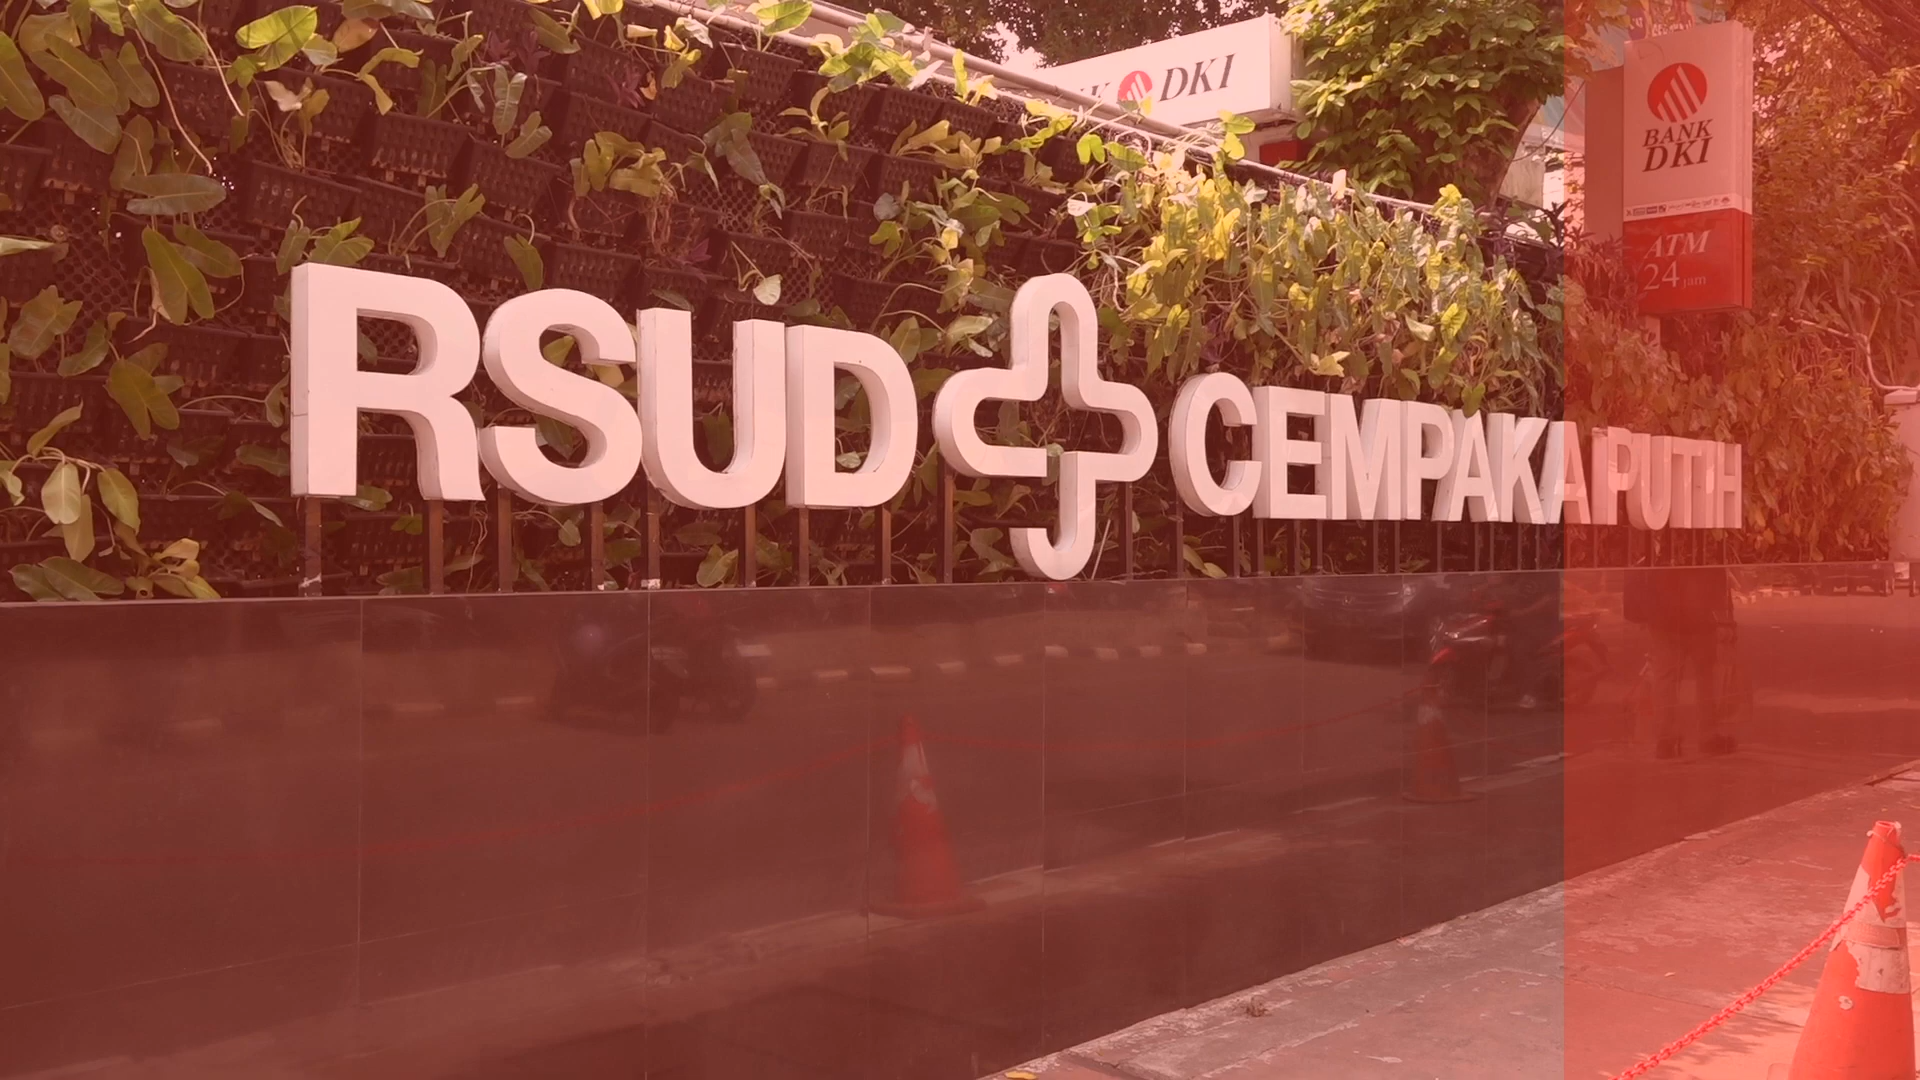 DKI
BANK
DKI
ATM
24 jam
RSUD CEMPAKA PUTIH